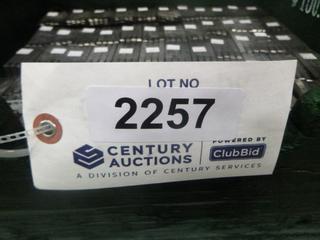 LOT NO
2257
CENTURY AUCTIONS
POWERED BY
ClubBid
A DIVISION OF CENTURY SERVICES